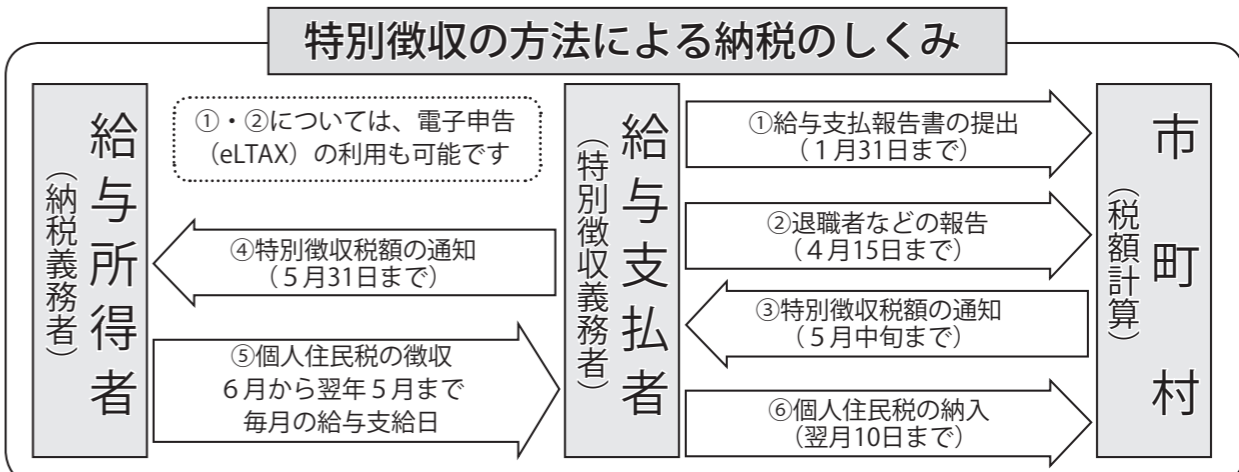 特別徴収の方法による納税のしくみ
給与所得者
（納税義務者）
①・②については、電子申告
（eLTAX）の利用も可能です
給与支払者
（特別徴収義務者）
①給与支払報告書の提出
（１月31日まで）
②退職者などの報告
（４月15日まで）
③特別徴収税額の通知
（５月中旬まで）
④特別徴収税額の通知
（５月31日まで）
⑤個人住民税の徴収
６月から翌年５月まで
毎月の給与支給日
⑥個人住民税の納入
（翌月10日まで）
市町村
（税額計算）